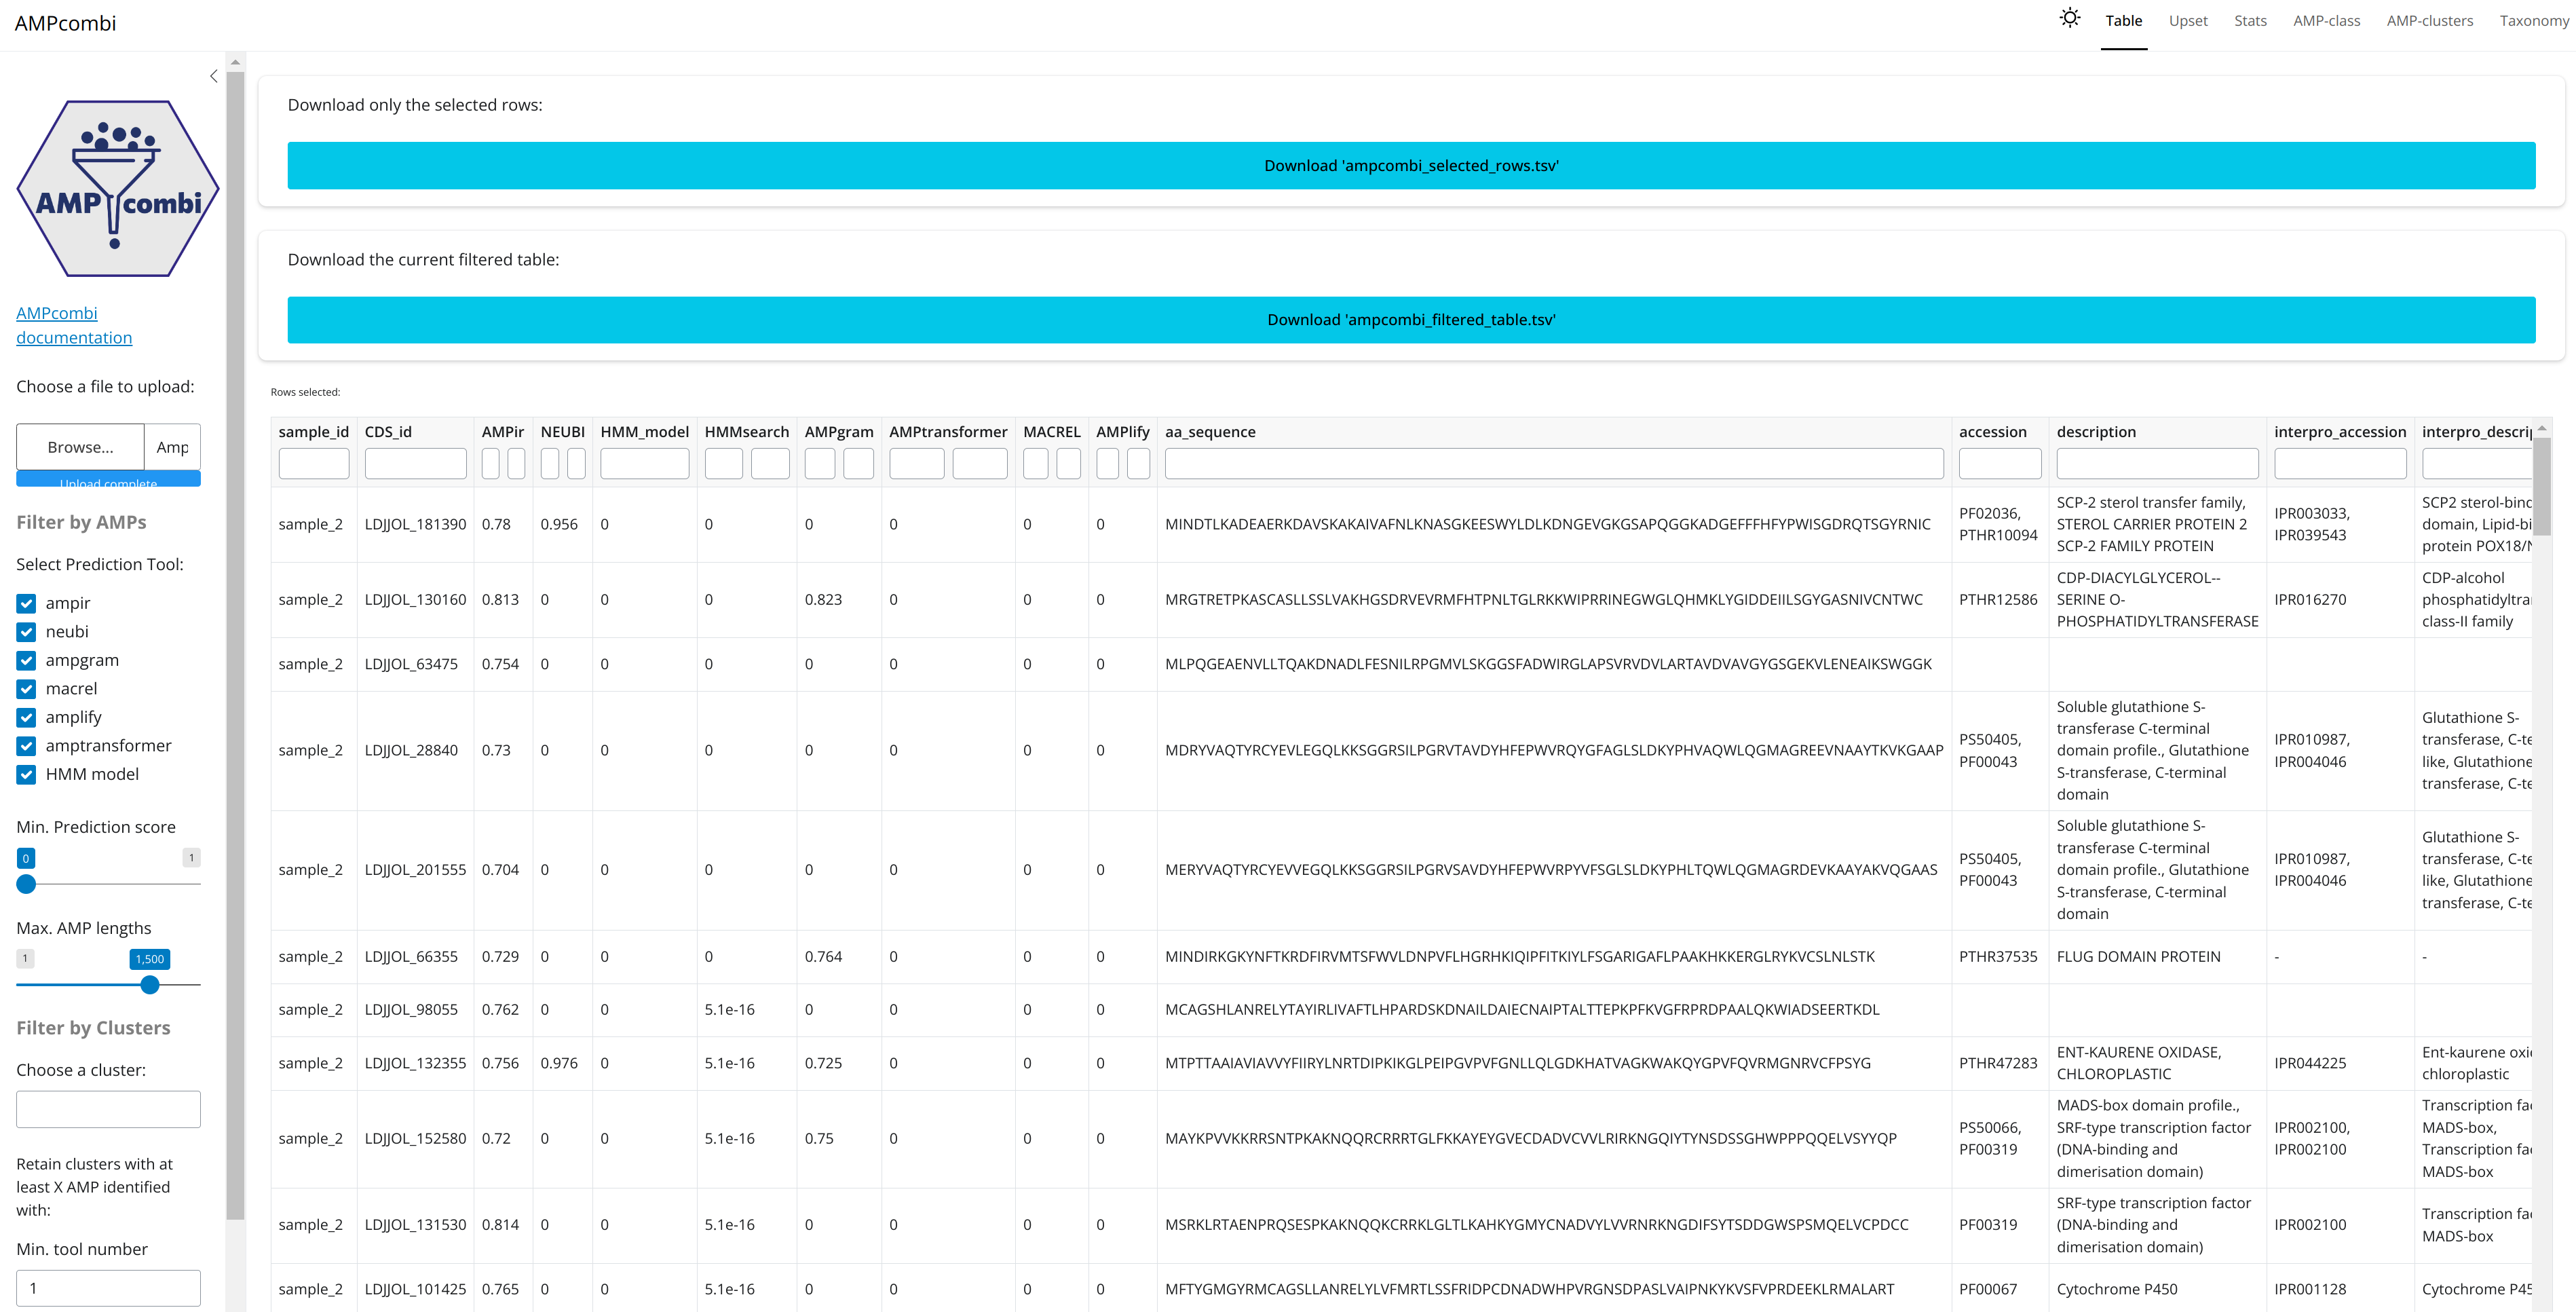 AMPcombi
Table Upset Stats AMP-class AMP-clusters Taxonomy
AMP combi
AMPcombi
documentation
Choose a file to upload:
Browse... Amp
Upload complete
Filter by AMPs
Select Prediction Tool:
ampir
neubi
ampgram
macrel
amplify
amptransformer
HMM model
Min. Prediction score
0 1
Max. AMP lengths
1 1,500
Filter by Clusters
Choose a cluster:
Retain clusters with at
least X AMP identified
with:
Min. tool number
1
Download only the selected rows:
Download 'ampcombi_selected_rows.tsv'
Download the current filtered table:
Download 'ampcombi_filtered_table.tsv'
Rows selected:
sample_id CDS_id AMPir NEUBI HMM_model HMMsearch AMPgram AMPtransformer MACREL AMPlify aa_sequence accession description interpro_accession interpro_descrip
sample_2 LDJJOL_181390 0.78 0.956 0 0 0 0 0 0 MINDTLKADEAERKDAVSKAKAIVAFNLKNASGKEESWYLDLKDNGEVGKGSAPQGGKADGEFFFHFYPWISGDRQTSGYRNIC
PF02036,
PTHR10094
SCP-2 sterol transfer family,
STEROL CARRIER PROTEIN 2
SCP-2 FAMILY PROTEIN
IPR003033,
IPR039543
SCP2 sterol-binc
domain, Lipid-bi
protein POX18/N
sample_2 LDJJOL_130160 0.813 0 0 0 0.823 0 0 0 MRGTRETPKASCASLLSSLVAKHGSDRVEVRMFHTPNLTGLRKKWIPRRINEGWGLQHMKLYGIDDEIILSGYGASNIVCNTWC PTHR12586
CDP-DIACYLGLYCEROL--
SERINE O-
PHOSPHATIDYLTRANSFERASE
IPR016270
CDP-alcohol
phosphatidyltra
class-II family
sample_2 LDJJOL_63475 0.754 0 0 0 0 0 0 0 MLPQGEAENVLLTQAKDNADLFESNILRPGMVLSKGGSFADWIRGLAPSVRVDVLARTAVDVAVGYGSGEKVLENEAIKSWGGK
sample_2 LDJJOL_28840 0.73 0 0 0 0 0 0 0 MDRYVAQTYRCYEVLEGQLKKSGGRSILPGRVTAVDYHFEPWVRQYGFAGLSLDKYPHVAQWLQGMAGREEVNAAYTKVKGAAP
PS50405,
PF00043
Soluble glutathione S-
transferase C-terminal
domain profile., Glutathione
S-transferase, C-terminal
domain
IPR010987,
IPR004046
Glutathione S-
transferase, C-te
like, Glutathione
transferase, C-te
sample_2 LDJJOL_201555 0.704 0 0 0 0 0 0 0 MERYVAQTYRCYEVVEGQLKKSGGRSILPGRVSAVDYHFEPWVRPYVFSGLSLDKYPHLTQWLQGMAGRDEVKAAYAKVQGAAS
PS50405,
PF00043
Soluble glutathione S-
transferase C-terminal
domain profile., Glutathione
S-transferase, C-terminal
domain
IPR010987,
IPR004046
Glutathione S-
transferase, C-te
like, Glutathione
transferase, C-te
sample_2 LDJJOL_66355 0.729 0 0 0 0.764 0 0 0 MINDIRKGKYNFTKRDFIRVMTSFWVLDNPVFLHGRHKIQIPFITKIYLFSGARIGAFLPAAKHKKERGLRYKVCSLNLSTK PTHR37535 FLUG DOMAIN PROTEIN - -
sample_2 LDJJOL_98055 0.762 0 0 5.1e-16 0 0 0 0 MCAGSHLANRELYTAYIRLIVAFTLHPARDSKDNAILDAIECNAIPTALTTEPKPFKVGFRPRDPAALQKWIADSEERTKDL
sample_2 LDJJOL_132355 0.756 0.976 0 5.1e-16 0.725 0 0 0 MTPTTAAIAVIAVVYFIIRYLNRTDIPKIKGLPEIPGVPVFGNLLQLGDKHATVAGKWAKQYGPVFQVRMGNRVCFPSYG PTHR47283
ENT-KAURENE OXIDASE,
CHLOROPLASTIC
IPR044225
Ent-kaurene oxi
chloroplastic
sample_2 LDJJOL_152580 0.72 0 0 5.1e-16 0.75 0 0 0 MAYKPVVKKRRSNTPKAKNQQRCRRRTGLFKKAYEYGVECDADVCVVLRIRKNGQIYTYNSDSSGHWPPPQQELVSYYQP
PS50066,
PF00319
MADS-box domain profile.,
SRF-type transcription factor
(DNA-binding and
dimerisation domain)
IPR002100,
IPR002100
Transcription fa
MADS-box,
Transcription fa
MADS-box
sample_2 LDJJOL_131530 0.814 0 0 5.1e-16 0 0 0 0 MSRKLRTAENPRQSESPKAKNQQKCRRKLGLTLKAHKYGMYCNADVYLVVRNRKNGDIFSYTSDDGWSPSMQELVCPDCC PF00319
SRF-type transcription factor
(DNA-binding and
dimerisation domain)
IPR002100
Transcription fa
MADS-box
sample_2 LDJJOL_101425 0.765 0 0 5.1e-16 0 0 0 0 MFTYGMGYRMCAGSLLANRELYLVFMRTLSSFRIDPCDNADWHPVRGNSDPASLVAIPNKYKVSFVPRDEEKLRMALART PF00067 Cytochrome P450 IPR001128 Cytochrome P45